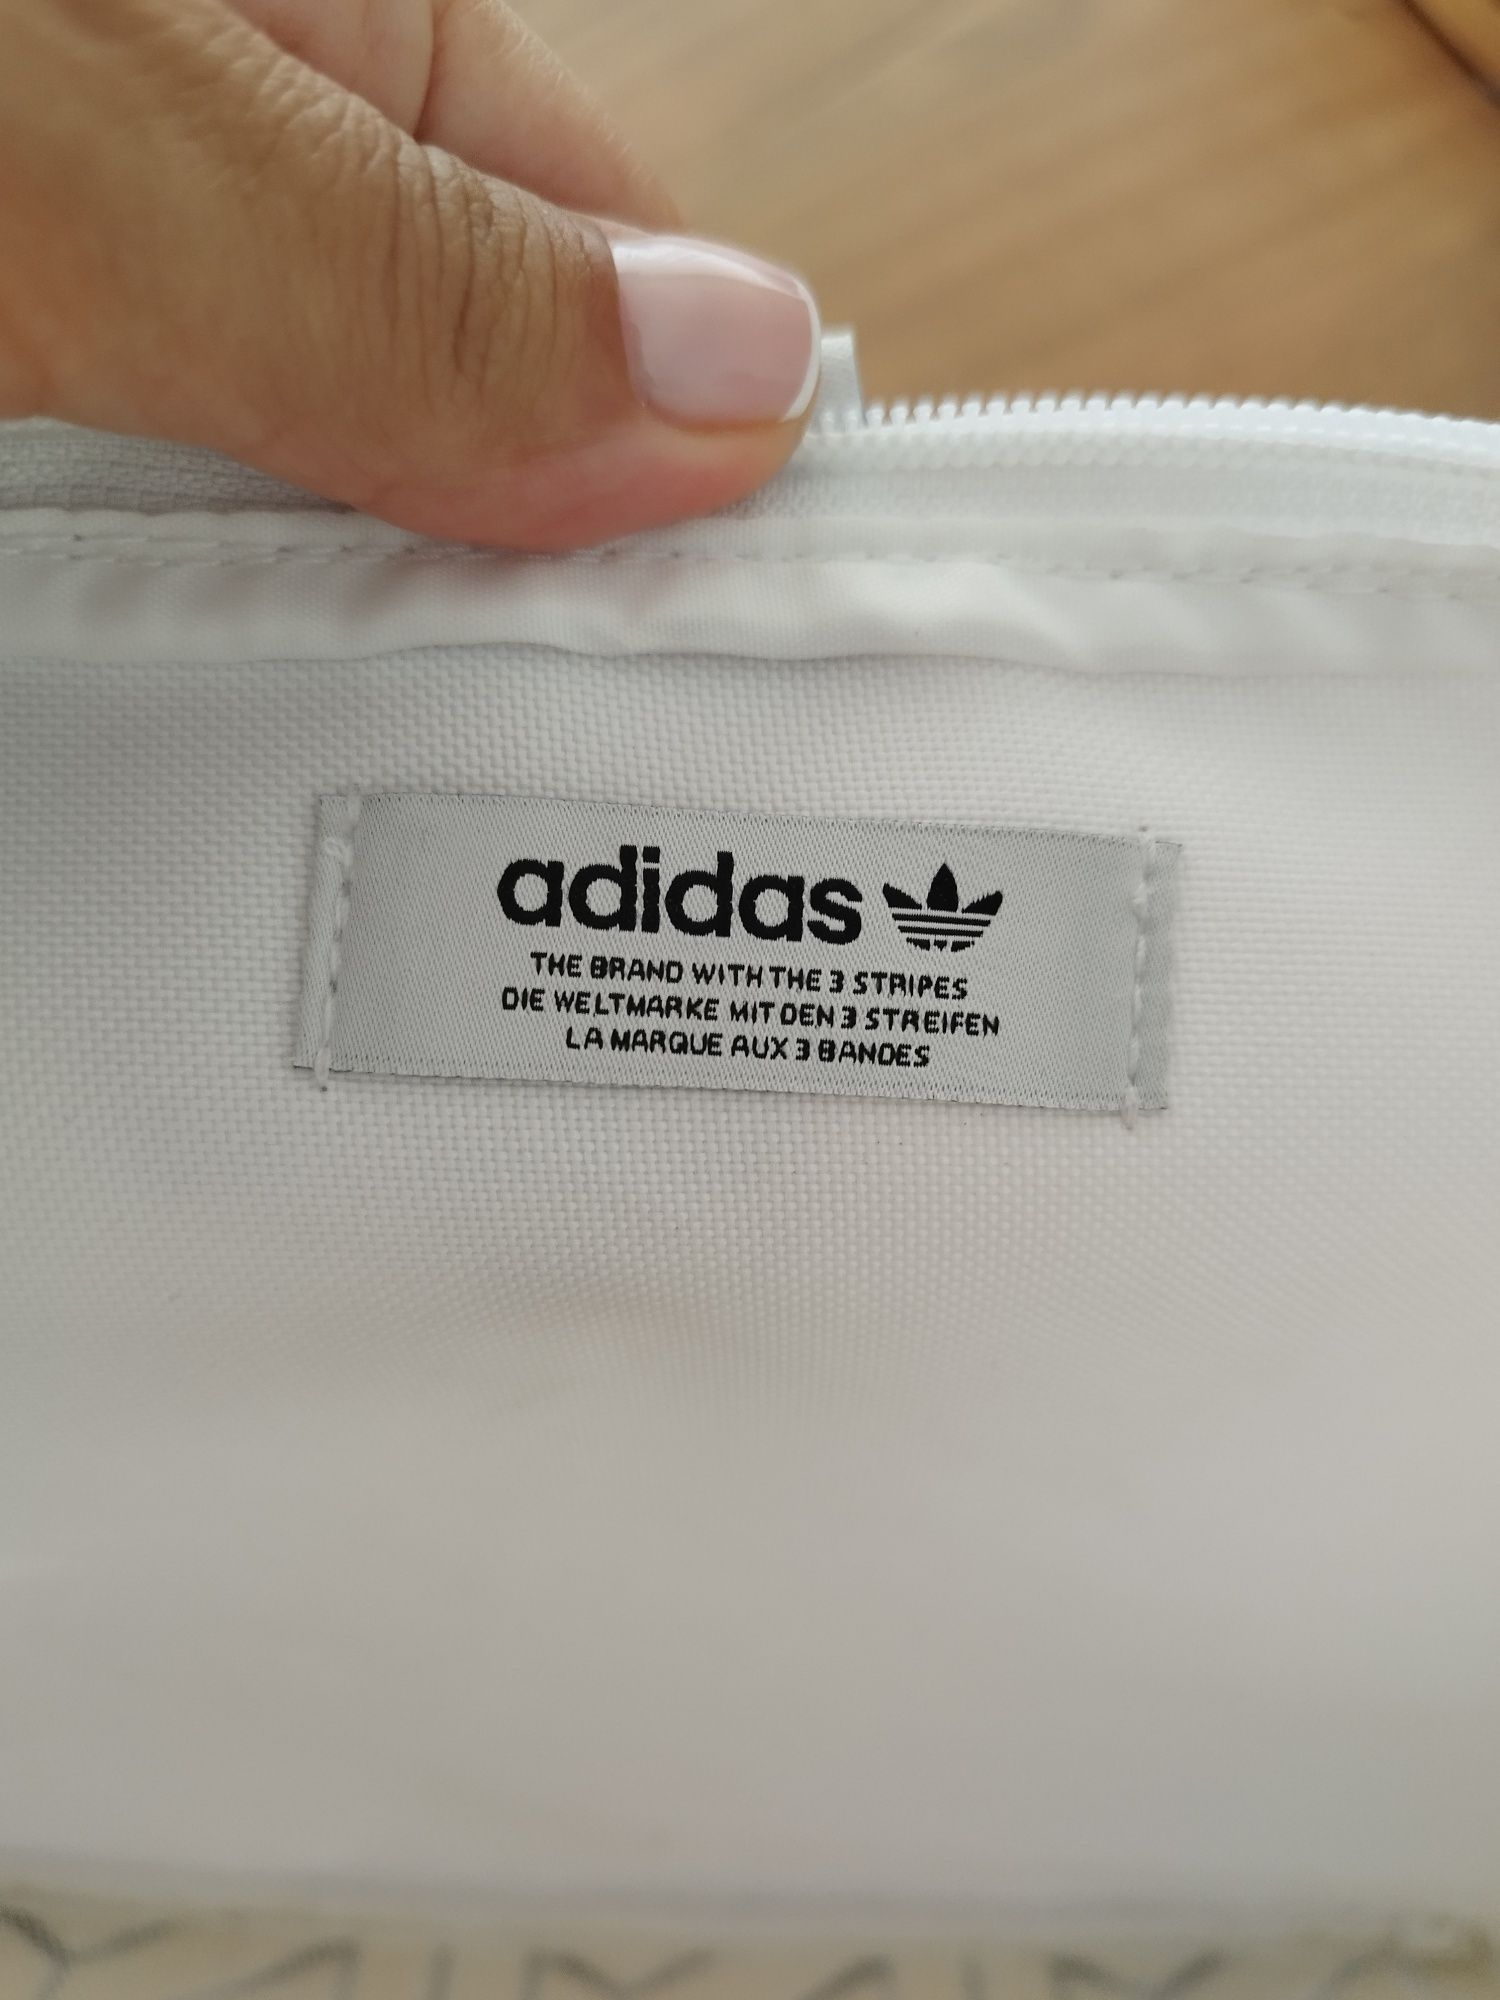 adidas
THE BRAND WITH THE 3 STRIPES
DIE WELTMARKE MIT DEN 3 STREIFEN
LA MARQUE AUX 3 BANDES